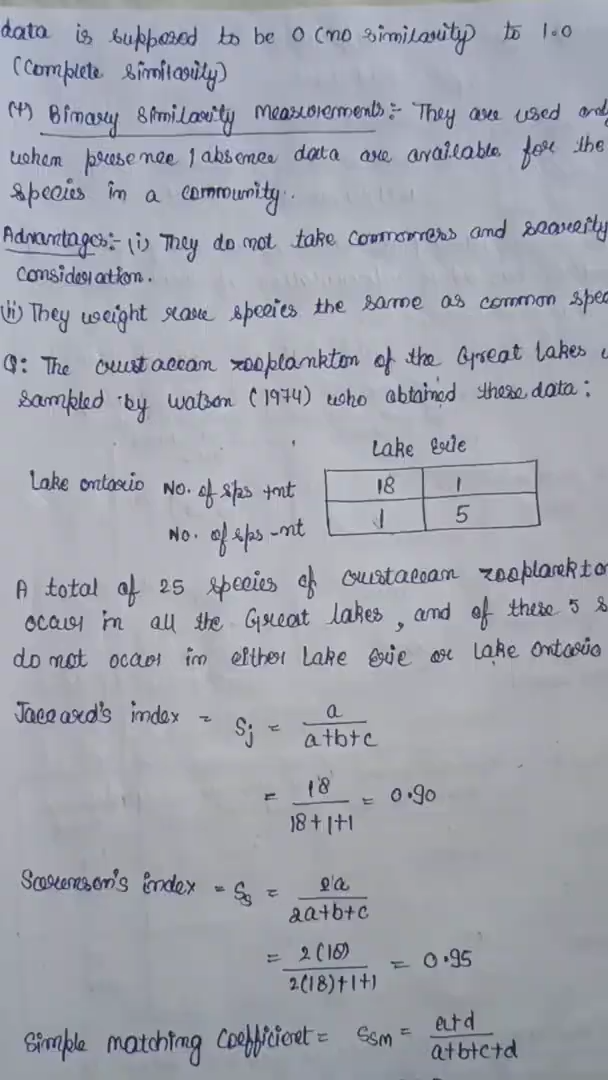 data is supposed to be 0 (no similarity) to 1.0
(complete similarity)
(*) Binary similarity measurements:- They are used only
when presence / absence data are available for the
species in a community.
Advantages:- (i) They do not take commonness and scarcity
consideration.
(ii) They weight rare species the same as common spec
Q: The crustacean zooplankton of the Great lakes
sampled by Watson (1974) who obtained these data:
Lake Erie
Lake ontario No. of sps +nt 18 1
No. of sps -nt 1 5
A total of 25 species of crustacean zooplankton
occur in all the Great lakes, and of these 5 s
do not occur in either Lake Erie or Lake Ontario
Jaccard's index = Sj = a / a+b+c
= 18 / 18+1+1 = 0.90
Sorenson's index = Ss = 2a / 2a+b+c
= 2(18) / 2(18)+1+1 = 0.95
Simple matching coefficient = SSM = a+d / a+b+c+d